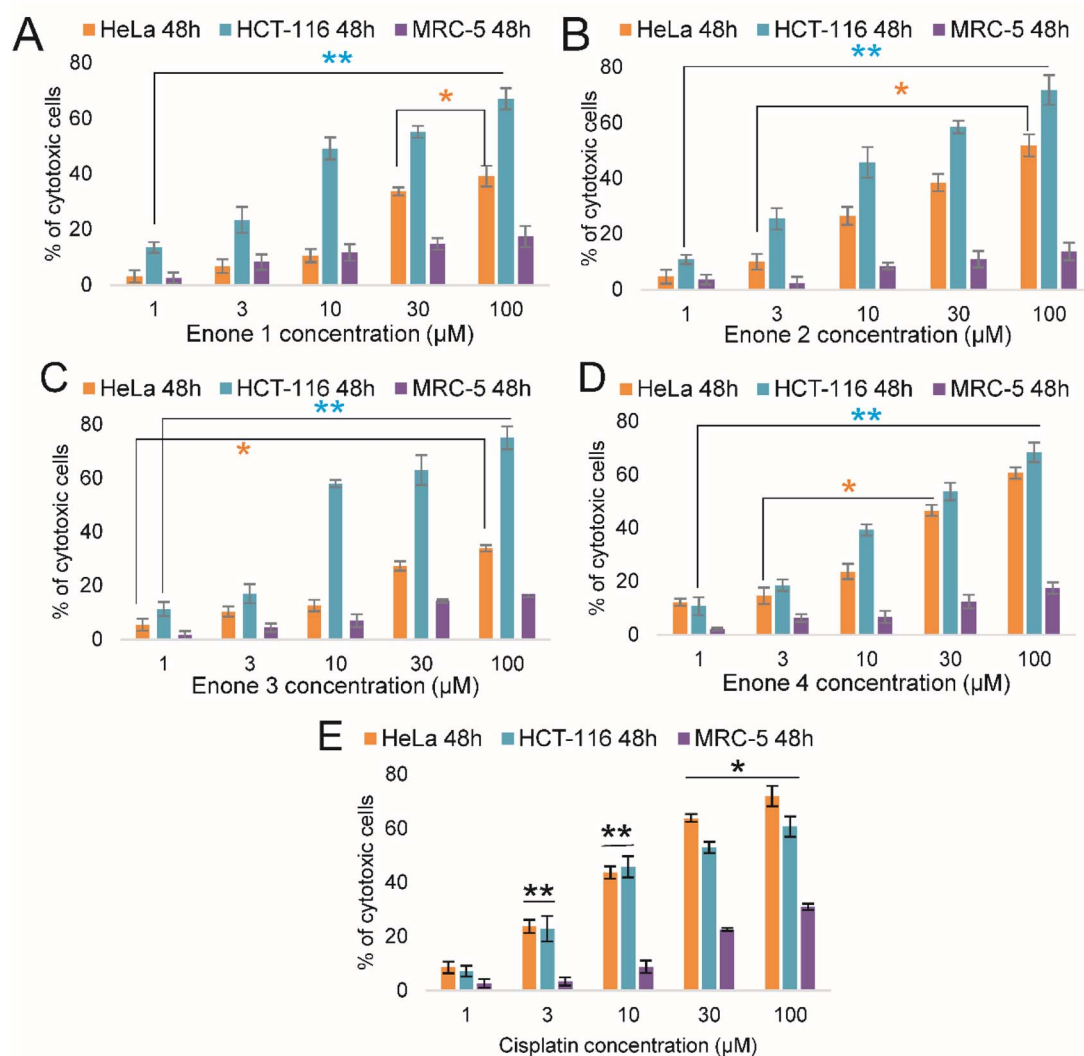 A
HeLa 48h HCT-116 48h MRC-5 48h
**
*
80
60
40
20
0
% of cytotoxic cells
1 3 10 30 100
Enone 1 concentration (µM)
B
HeLa 48h HCT-116 48h MRC-5 48h
**
*
80
60
40
20
0
% of cytotoxic cells
1 3 10 30 100
Enone 2 concentration (µM)
C
HeLa 48h HCT-116 48h MRC-5 48h
**
*
80
60
40
20
0
% of cytotoxic cells
1 3 10 30 100
Enone 3 concentration (µM)
D
HeLa 48h HCT-116 48h MRC-5 48h
**
*
80
60
40
20
0
% of cytotoxic cells
1 3 10 30 100
Enone 4 concentration (µM)
E
HeLa 48h HCT-116 48h MRC-5 48h
*
**
**
80
60
40
20
0
% of cytotoxic cells
1 3 10 30 100
Cisplatin concentration (µM)